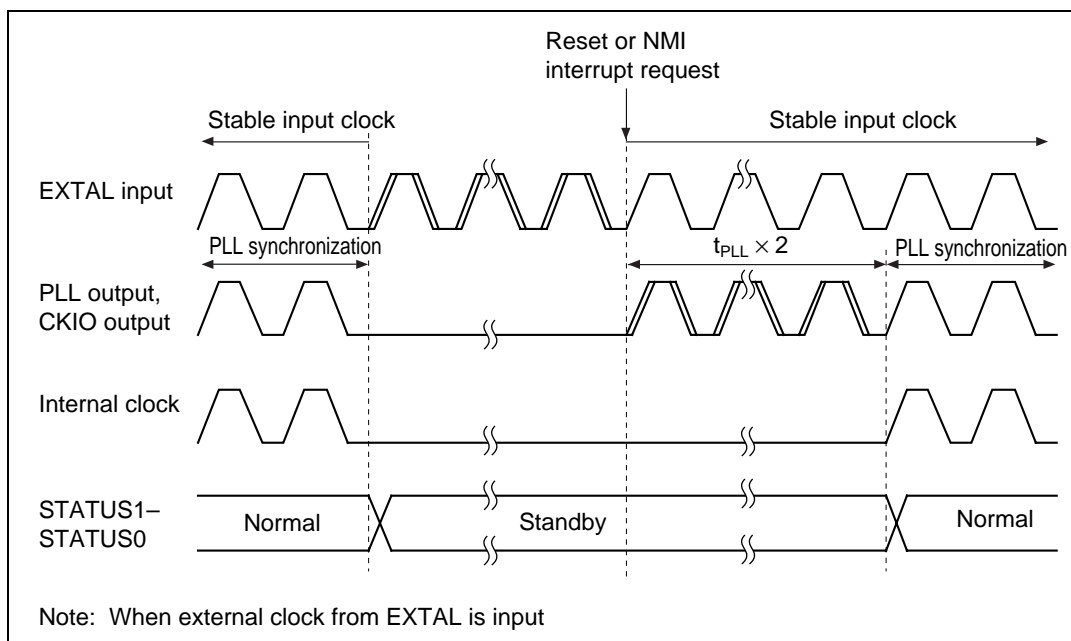 Reset or NMI
interrupt request
Stable input clock
Stable input clock
EXTAL input
PLL synchronization
tPLL × 2
PLL synchronization
PLL output,
CKIO output
Internal clock
STATUS1–
STATUS0
Normal
Standby
Normal
Note: When external clock from EXTAL is input